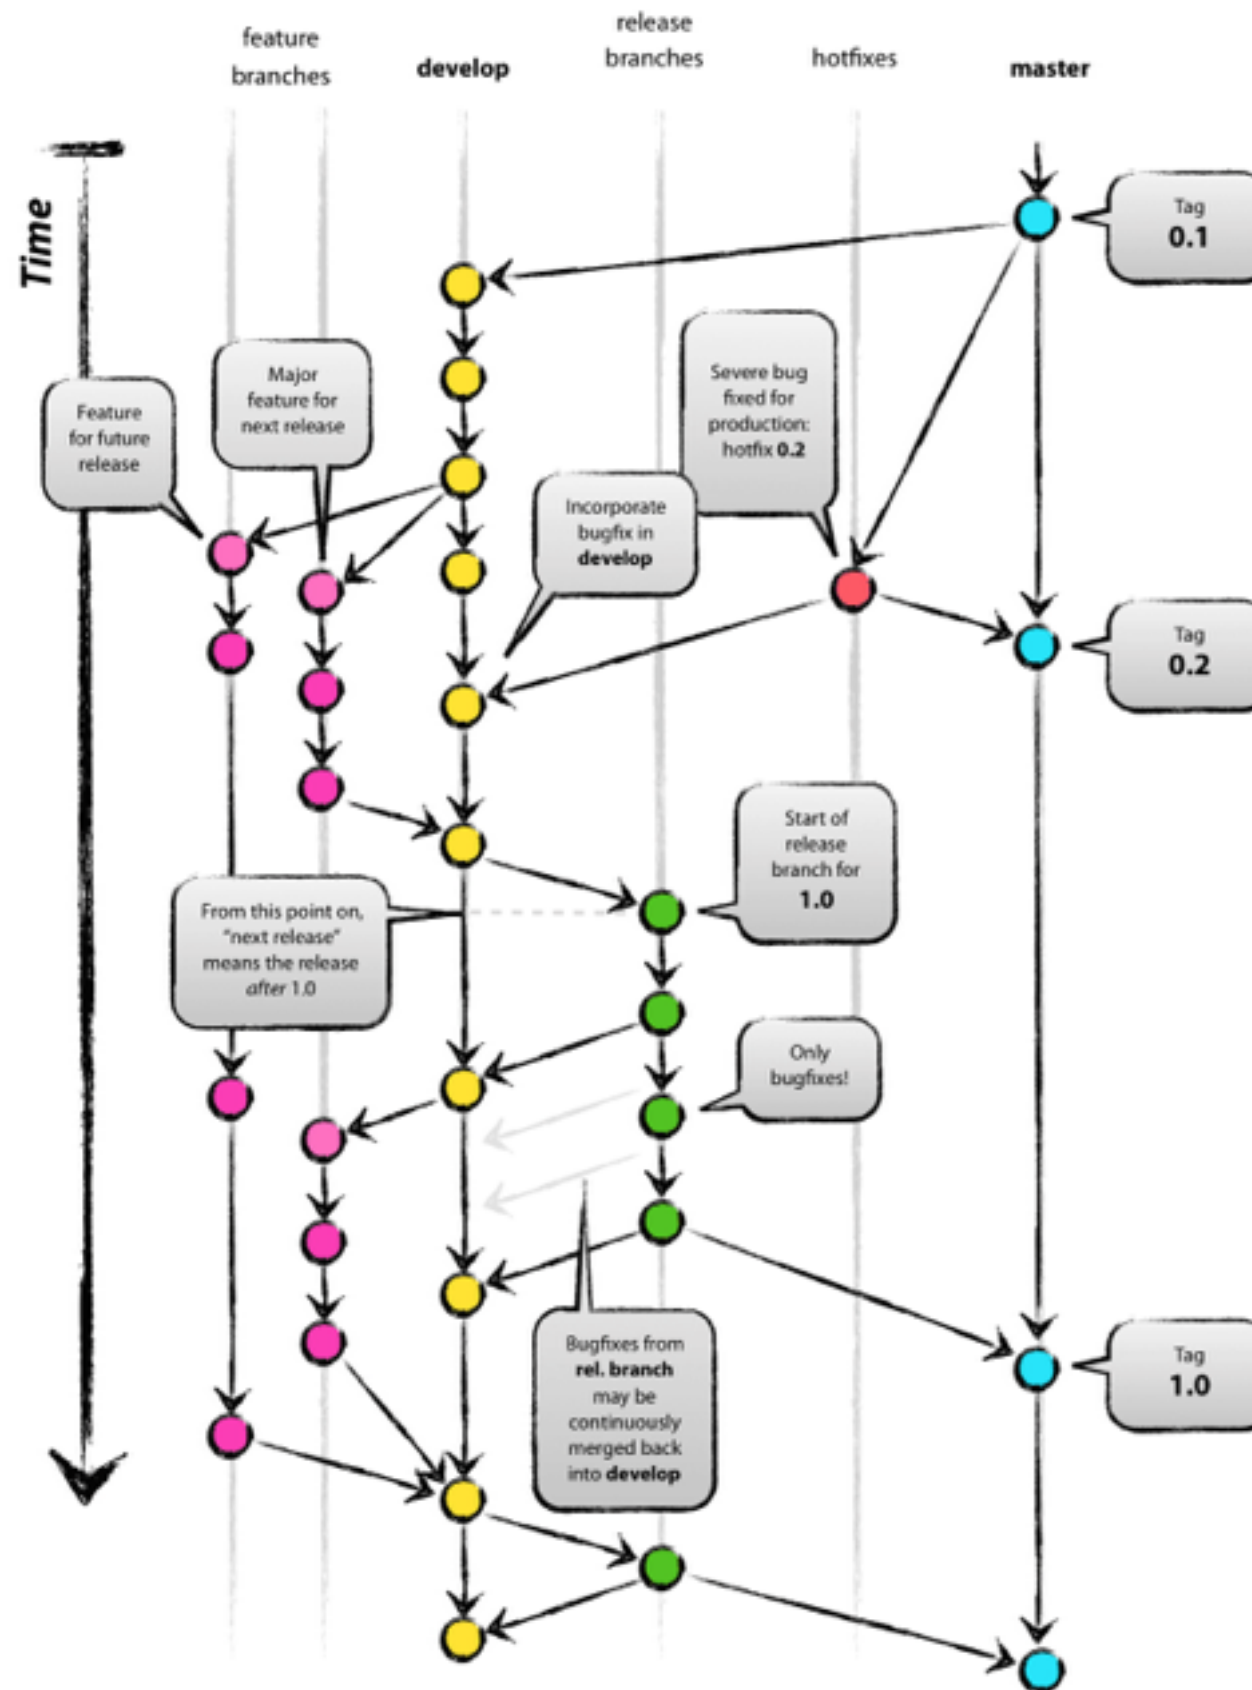 feature
branches
develop
release
branches
hotfixes
master
Time
Tag
0.1
Major
feature for
next release
Severe bug
fixed for
production:
hotfix 0.2
Feature
for future
release
Incorporate
bugfix in
develop
Tag
0.2
Start of
release
branch for
1.0
From this point on,
“next release”
means the release
after 1.0
Only
bugfixes!
Bugfixes from
rel. branch
may be
continuously
merged back
into develop
Tag
1.0